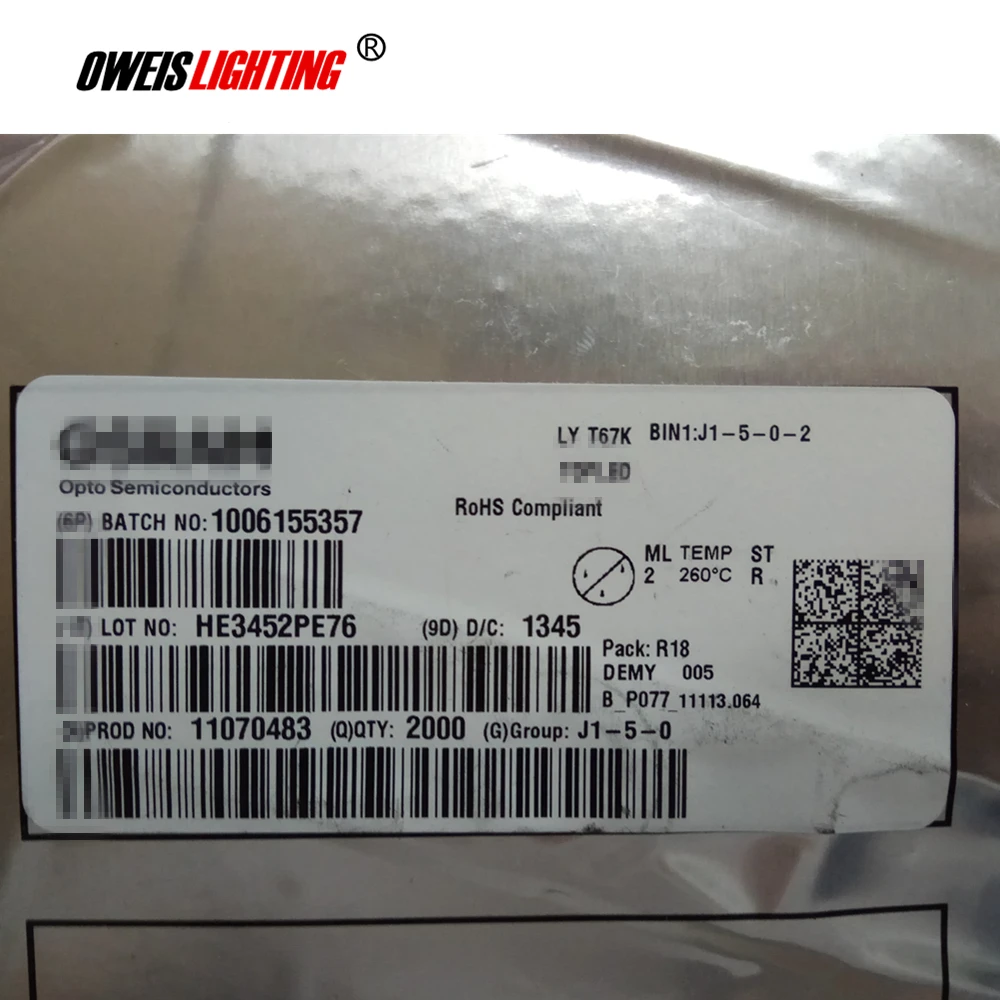 OWEISLIGHTING ®
LY T67K BIN1:J1-5-0-2
Opto Semiconductors
RoHS Compliant
(6P) BATCH NO: 1006155357
ML TEMP ST
2 260°C R
LOT NO: HE3452PE76 (9D) D/C: 1345
Pack: R18
DEMY 005
B_P077_11113.064
PROD NO: 11070483 (Q)QTY: 2000 (G)Group: J1-5-0